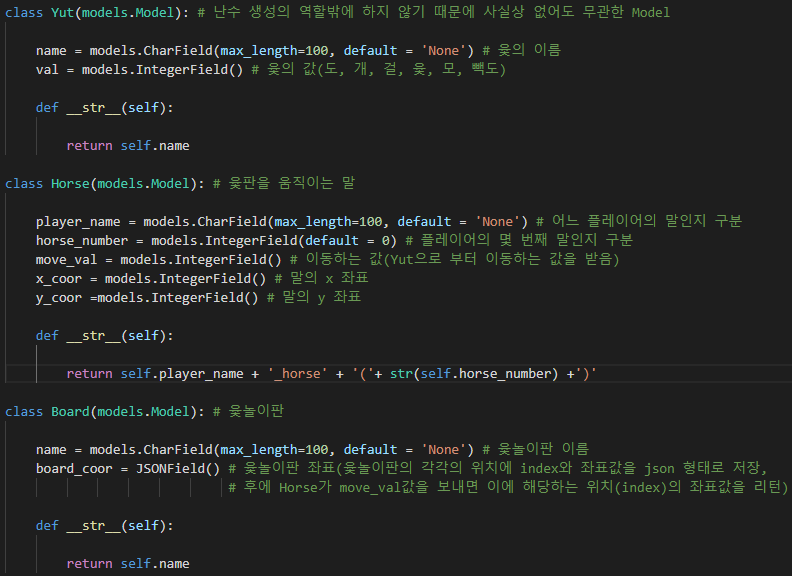 class Yut(models.Model): # 난수 생성의 역할밖에 하지 않기 때문에 사실상 없어도 무관한 Model
name = models.CharField(max_length=100, default = 'None') # 윷의 이름
val = models.IntegerField() # 윷의 값(도, 개, 걸, 윷, 모, 빽도)
def __str__(self):
return self.name
class Horse(models.Model): # 윷판을 움직이는 말
player_name = models.CharField(max_length=100, default = 'None') # 어느 플레이어의 말인지 구분
horse_number = models.IntegerField(default = 0) # 플레이어의 몇 번째 말인지 구분
move_val = models.IntegerField() # 이동하는 값(Yut으로 부터 이동하는 값을 받음)
x_coor = models.IntegerField() # 말의 x 좌표
y_coor =models.IntegerField() # 말의 y 좌표
def __str__(self):
return self.player_name + '_horse' + '('+ str(self.horse_number) +')'
class Board(models.Model): # 윷놀이판
name = models.CharField(max_length=100, default = 'None') # 윷놀이판 이름
board_coor = JSONField() # 윷놀이판 좌표(윷놀이판의 각각의 위치에 index와 좌표값을 json 형태로 저장,
# 후에 Horse가 move_val값을 보내면 이에 해당하는 위치(index)의 좌표값을 리턴)
def __str__(self):
return self.name